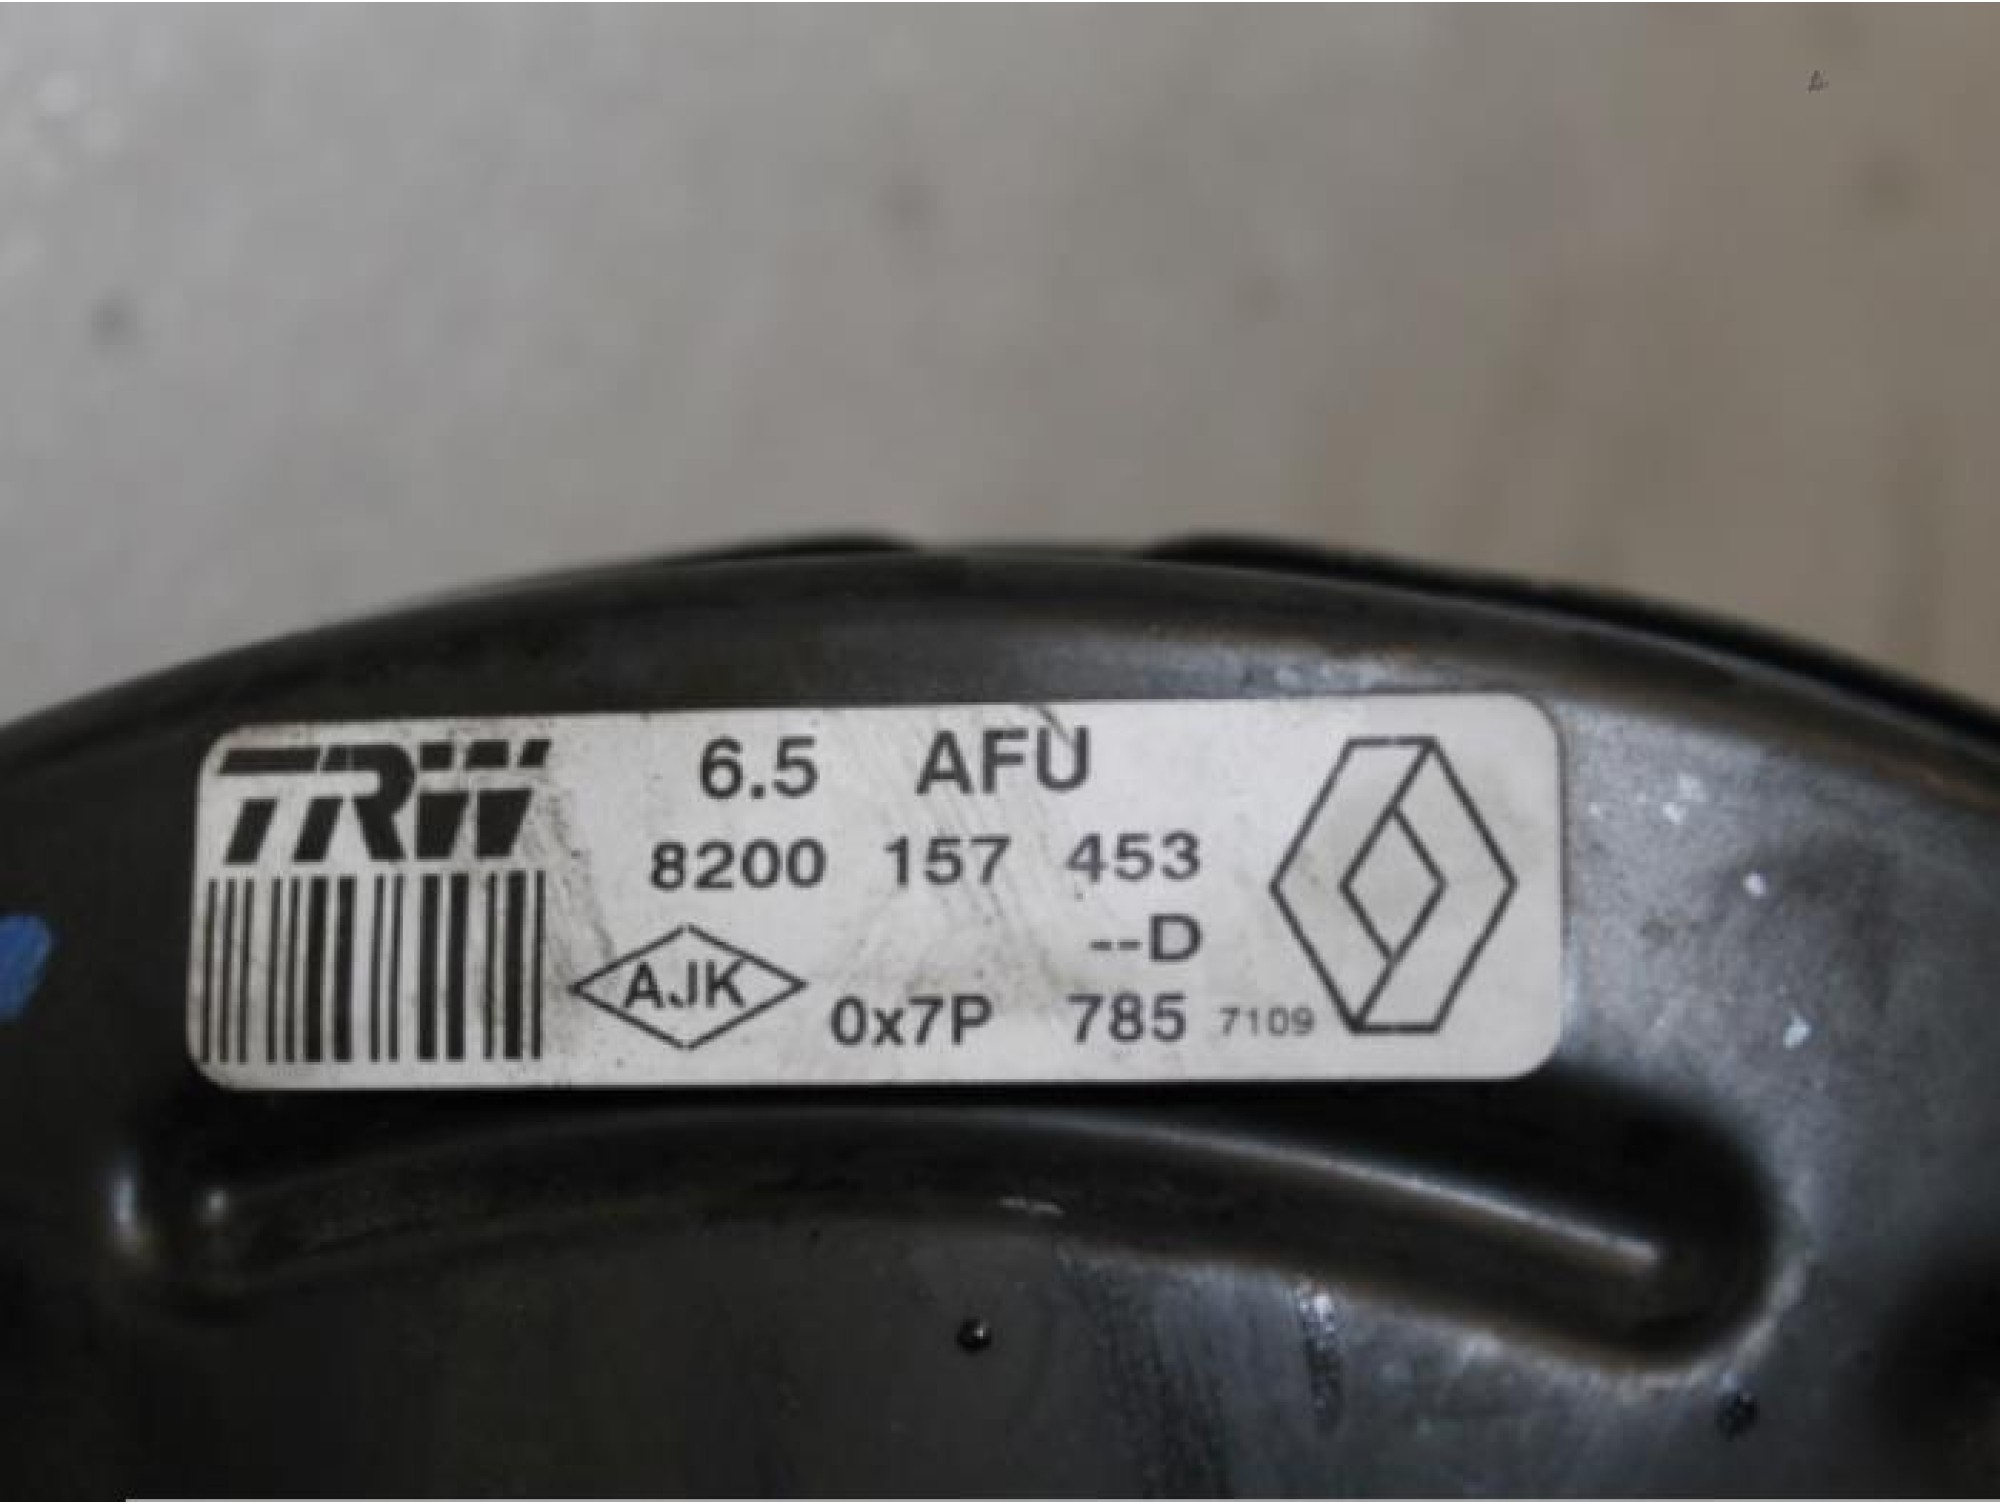 TRW 6.5 AFU
8200 157 453
--D
AJK 0x7P 785 7109